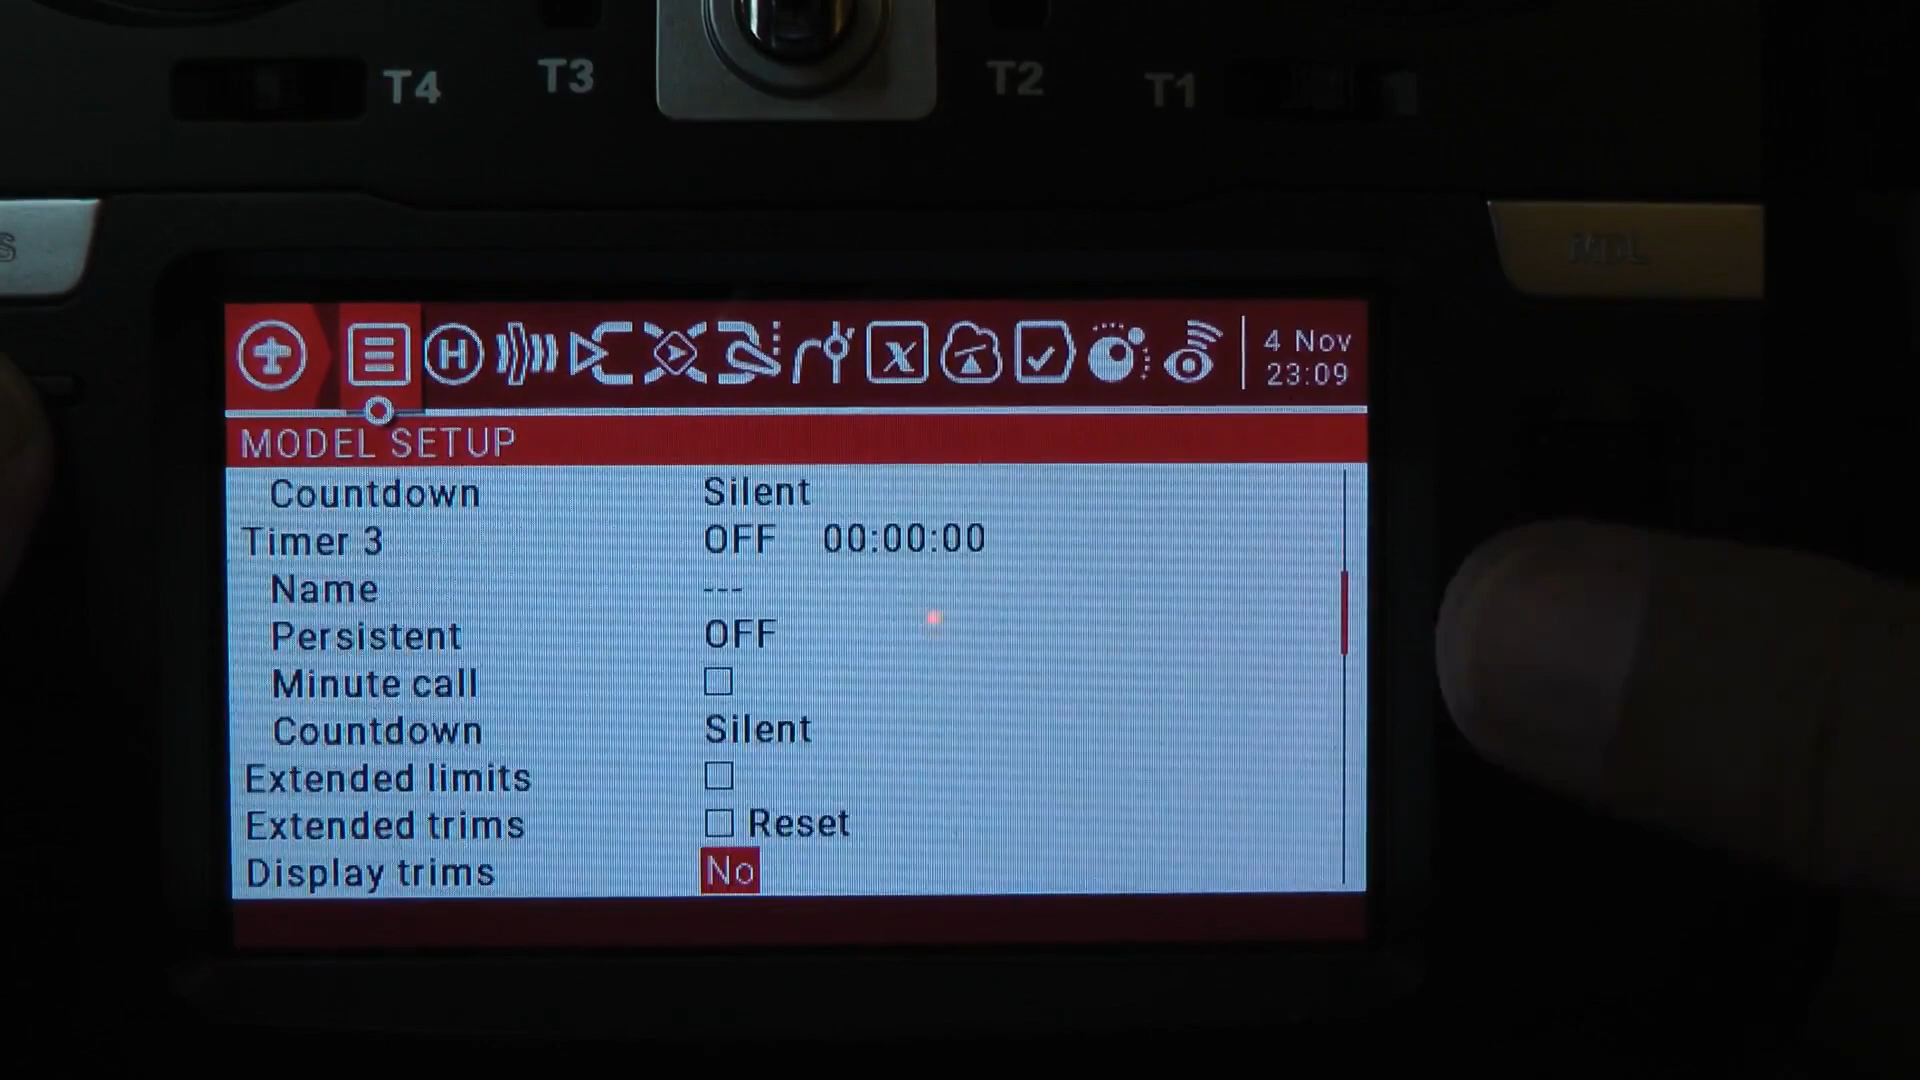 T4 T3 T2 T1
S
MDL
H x 4 Nov
23:09
MODEL SETUP
Countdown Silent
Timer 3 OFF 00:00:00
Name ---
Persistent OFF
Minute call
Countdown Silent
Extended limits
Extended trims Reset
Display trims No